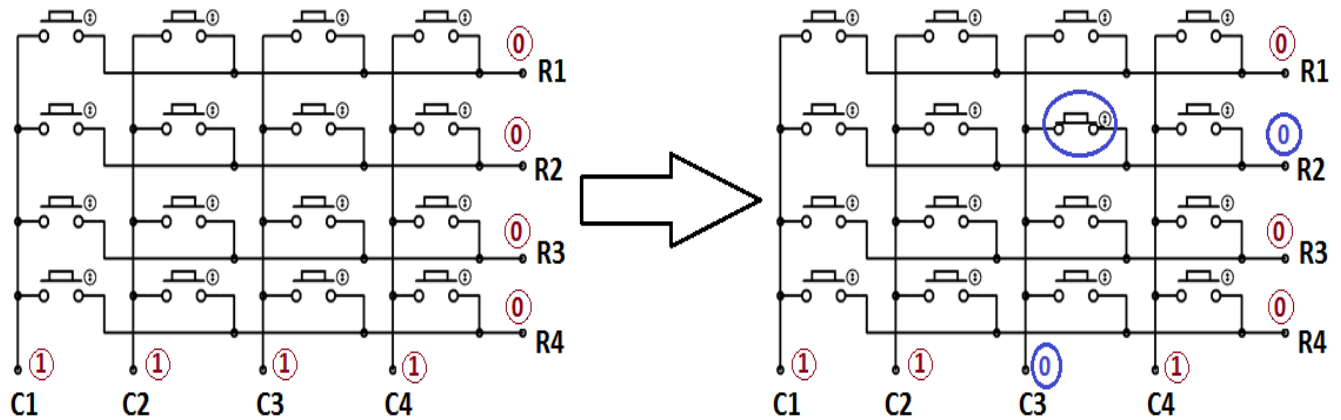 0 0
R1 R1
0 0
R2 R2
0 0
R3 R3
0 0
R4 R4
1 1 1 1 1 1 0 1
C1 C2 C3 C4 C1 C2 C3 C4